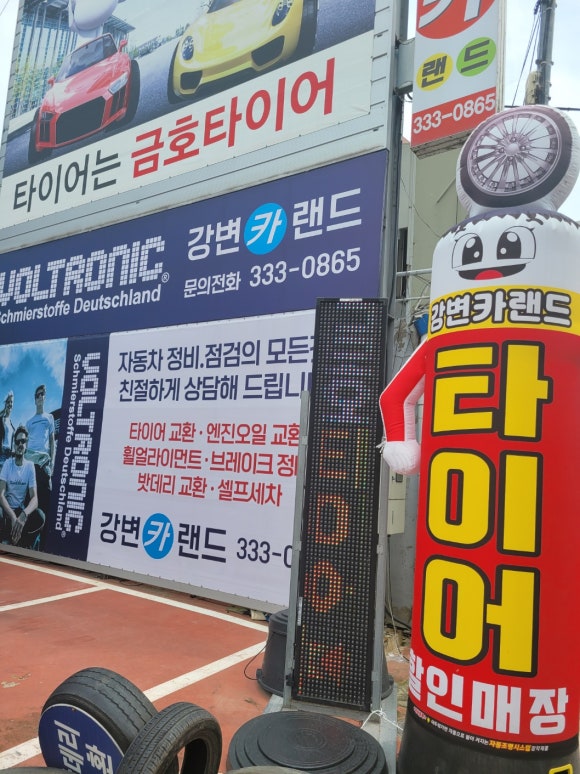 타이어는 금호타이어
카
랜드
333-0865
VOLTRONIC®
Schmierstoffe Deutschland
강변카랜드
문의전화 333-0865
VOLTRONIC®
Schmierstoffe Deutschland
자동차 정비.점검의 모든
친절하게 상담해 드립니
타이어 교환·엔진오일 교환
휠얼라이먼트·브레이크 정
밧데리 교환·셀프세차
강변카랜드 333-0
강변카랜드
타이어
할인매장